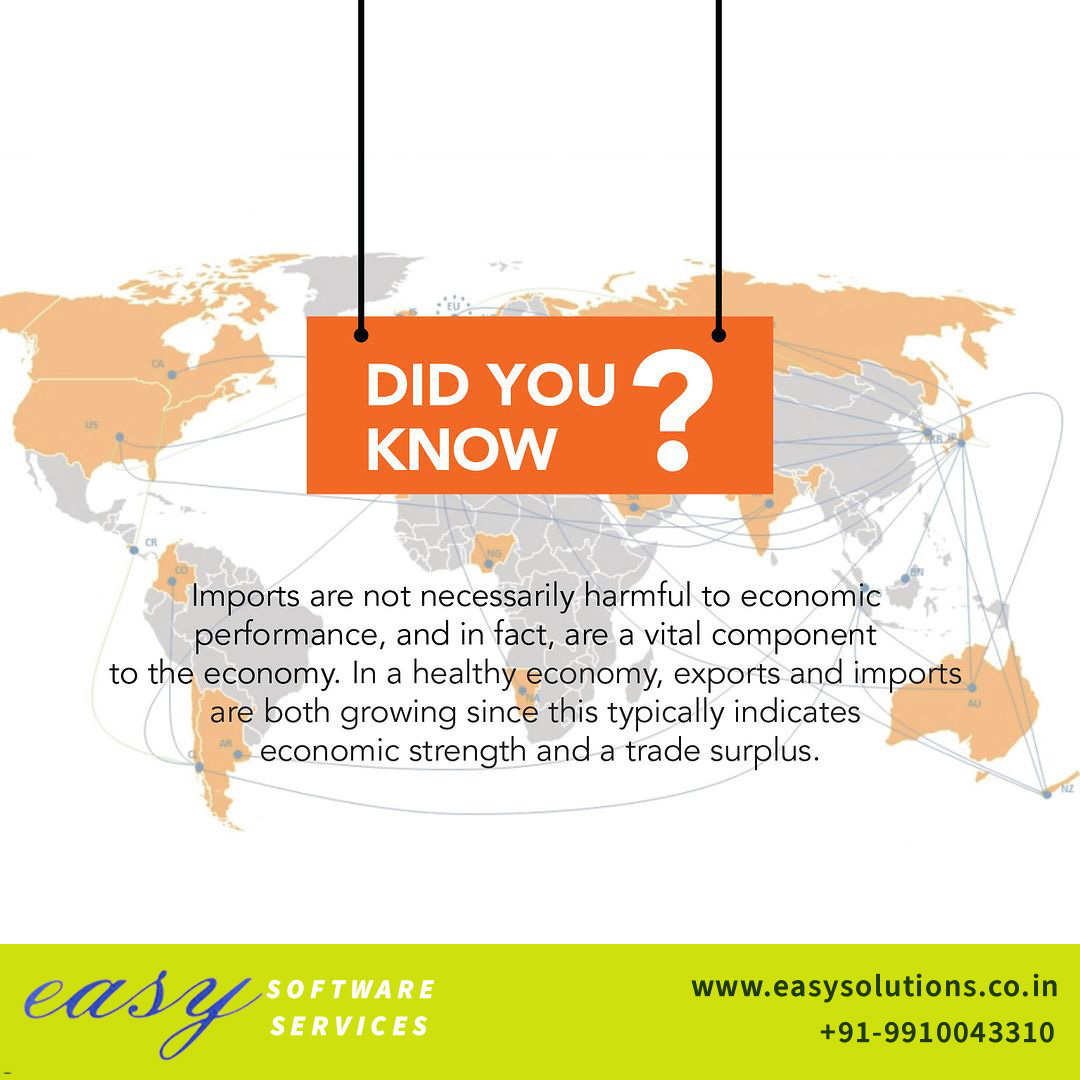 EU
IS
CA
DID YOU
KNOW ?
US
KR
JP
SA
CR
NG
CO
BN
Imports are not necessarily harmful to economic
performance, and in fact, are a vital component
to the economy. In a healthy economy, exports and imports
are both growing since this typically indicates
economic strength and a trade surplus.
NA
AU
AR
CL
NZ
easy SOFTWARE
SERVICES
www.easysolutions.co.in
+91-9910043310